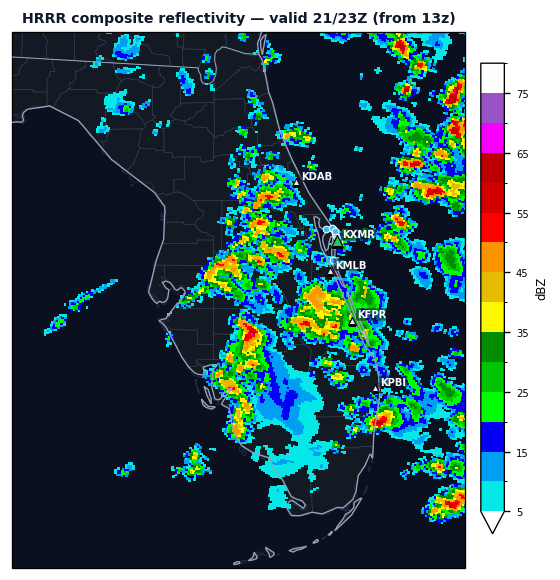 HRRR composite reflectivity — valid 21/23Z (from 13z)
KDAB
KXMR
KMLB
KFPR
KPBI
75
65
55
45
35
25
15
5
dBZ